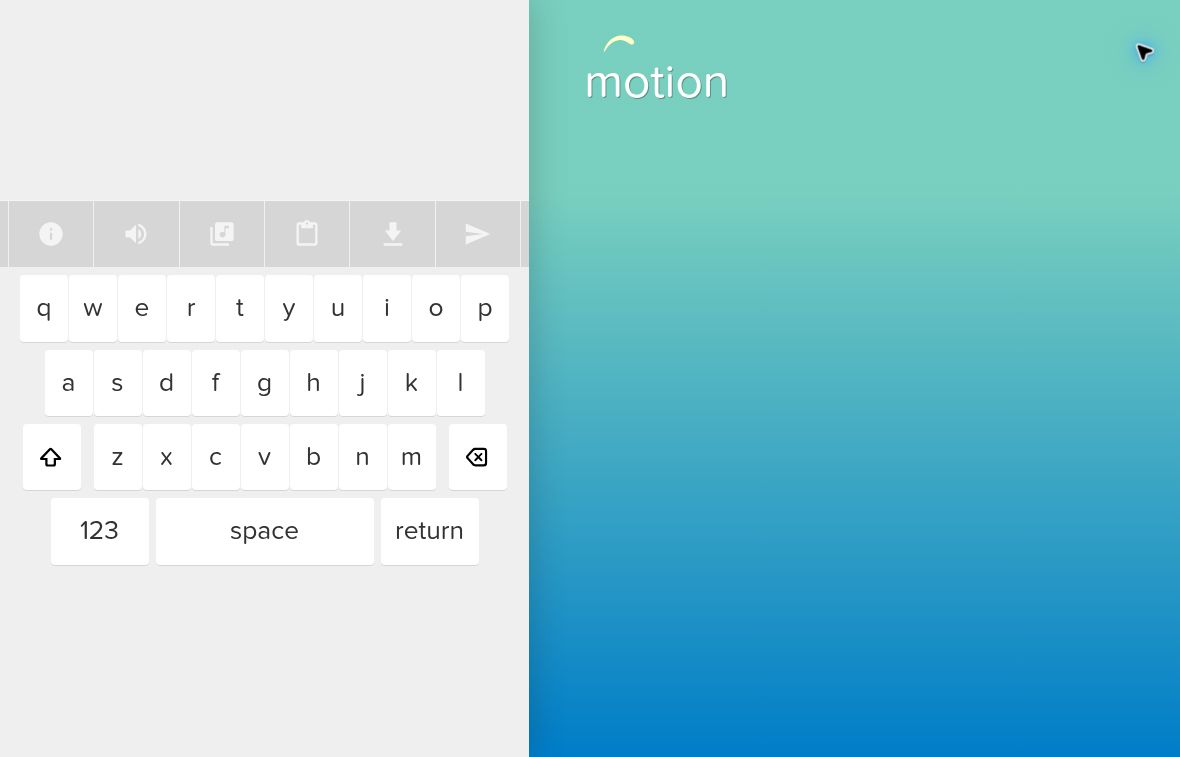 motion
q w e r t y u i o p
a s d f g h j k l
z x c v b n m
123 space return